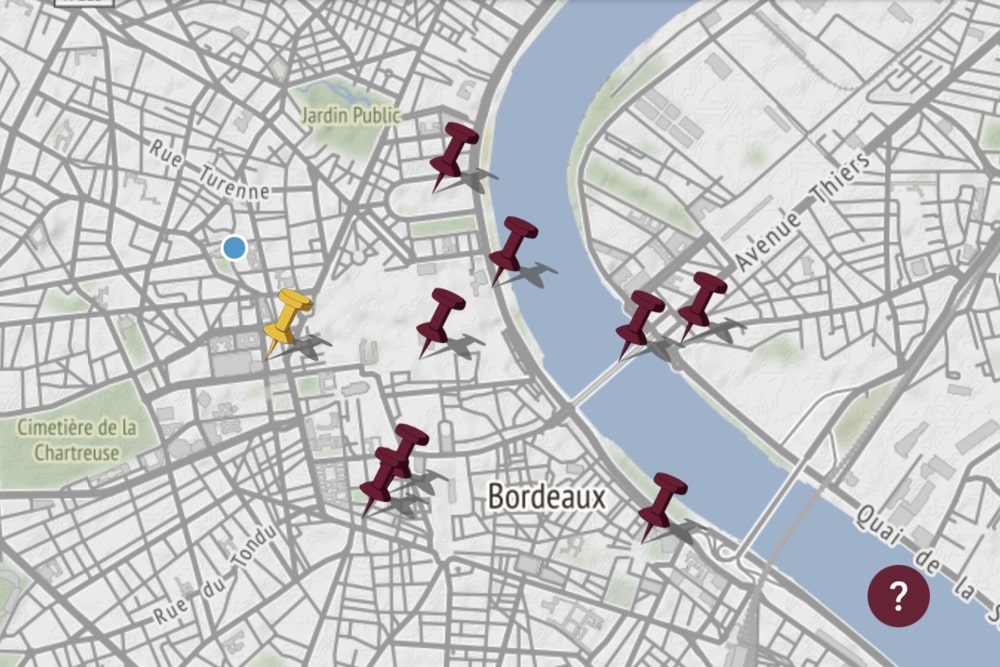 Jardin Public
Rue Turenne
Avenue Thiers
Cimetière de la
Chartreuse
Bordeaux
Rue du Tondu
Quai de la
?